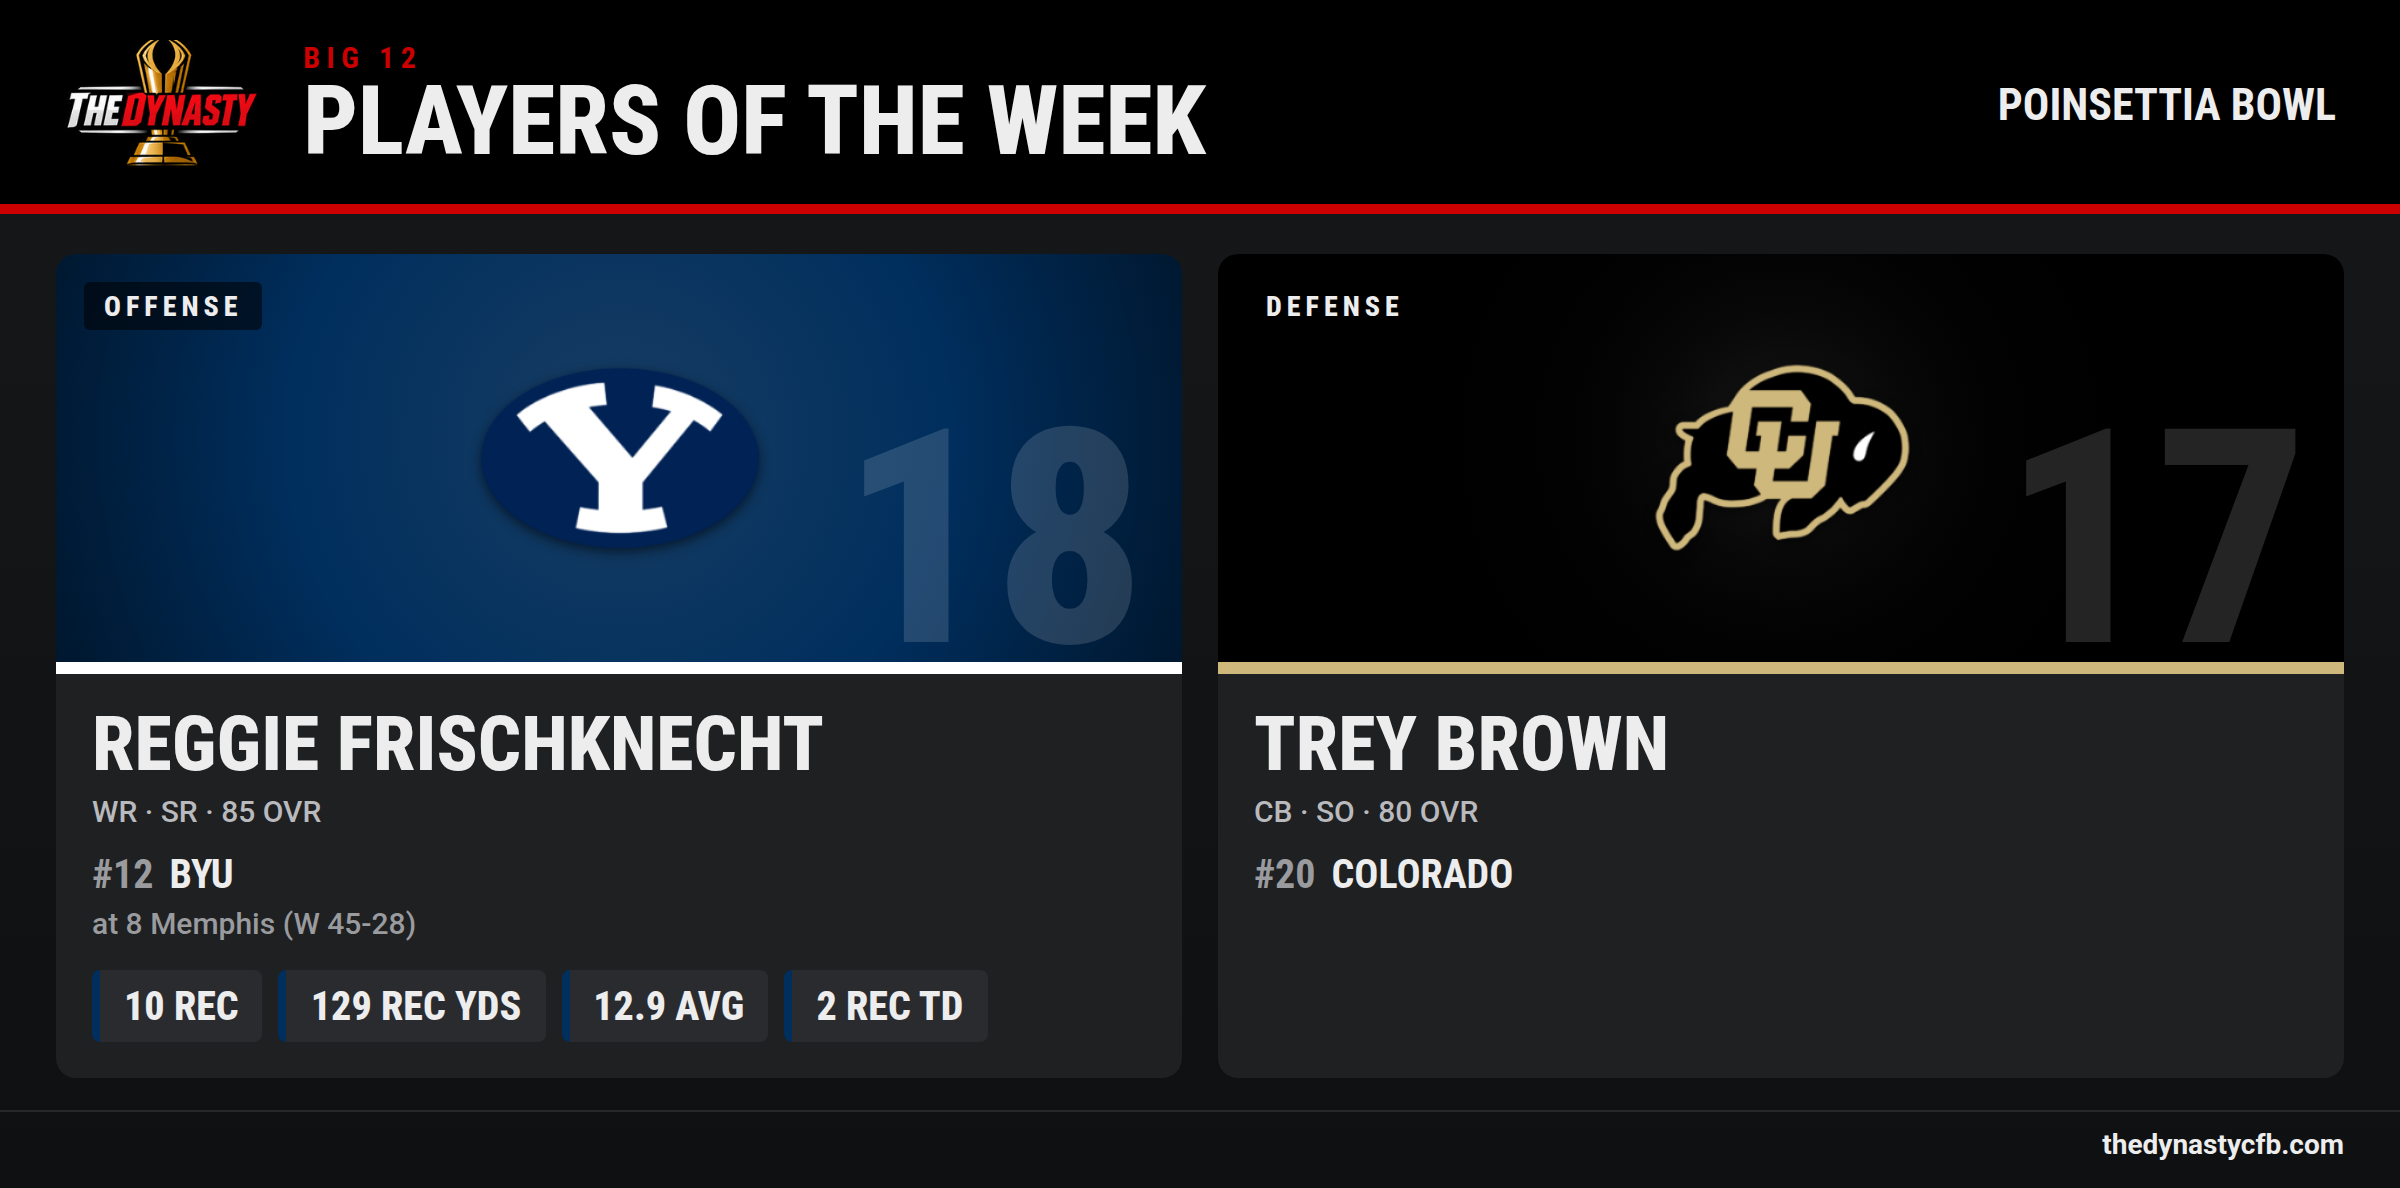 THE DYNASTY
BIG 12
PLAYERS OF THE WEEK
POINSETTIA BOWL
OFFENSE
Y
18
REGGIE FRISCHKNECHT
WR · SR · 85 OVR
#12 BYU
at 8 Memphis (W 45-28)
10 REC
129 REC YDS
12.9 AVG
2 REC TD
DEFENSE
CU
17
TREY BROWN
CB · SO · 80 OVR
#20 COLORADO
thedynastycfb.com